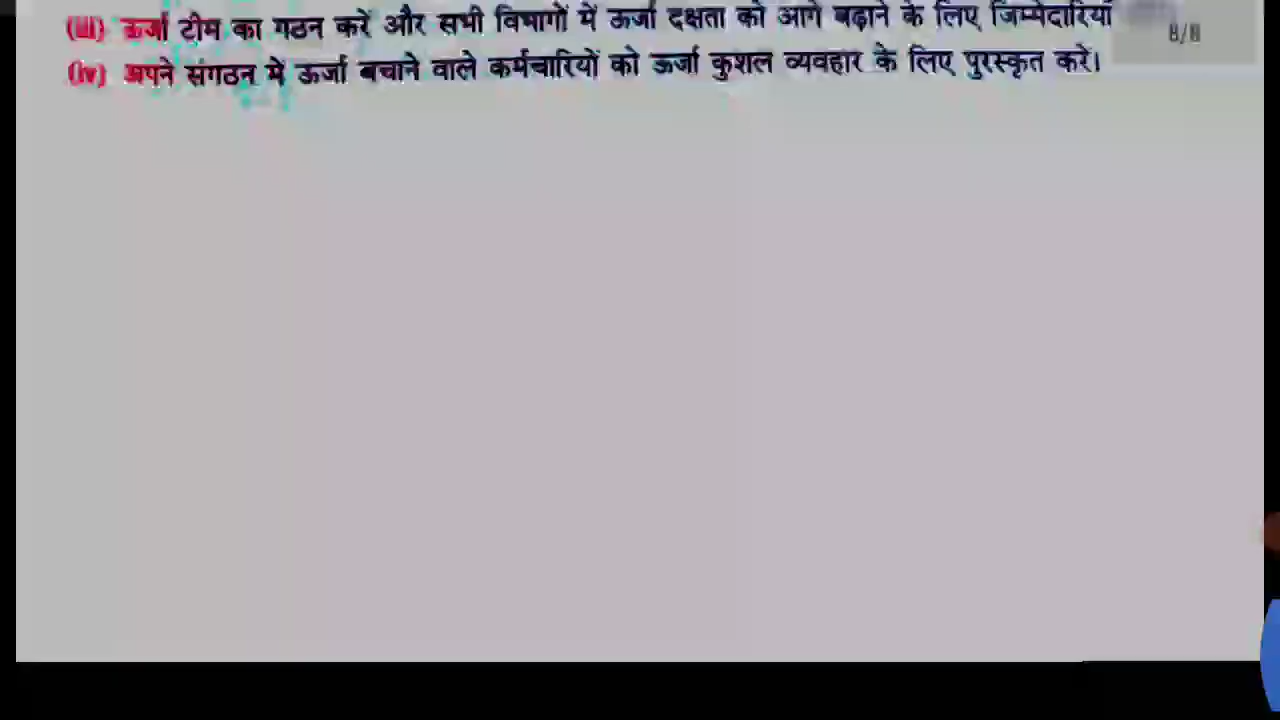 (iii) ऊर्जा टीम का गठन करें और सभी विभागों में ऊर्जा दक्षता को आगे बढ़ाने के लिए जिम्मेदारियां
8/8
(iv) अपने संगठन में ऊर्जा बचाने वाले कर्मचारियों को ऊर्जा कुशल व्यवहार के लिए पुरस्कृत करें।